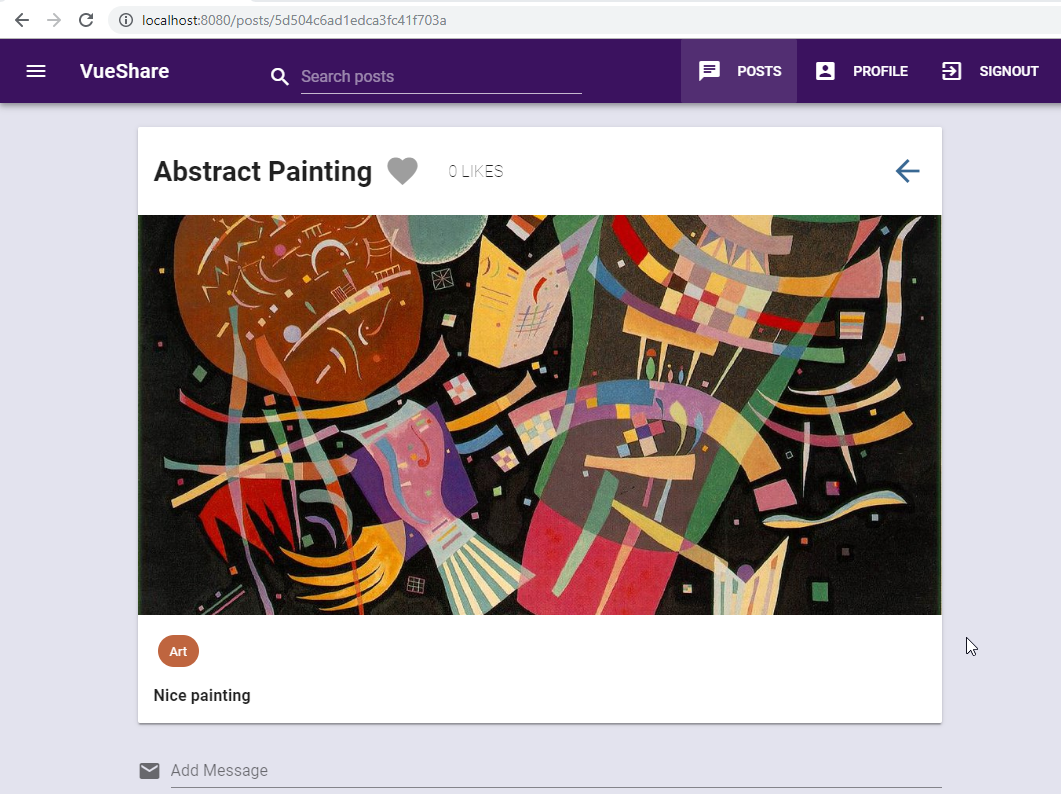 localhost:8080/posts/5d504c6ad1edca3fc41f703a
VueShare
Search posts
POSTS
PROFILE
SIGNOUT
Abstract Painting
0 LIKES
Art
Nice painting
Add Message